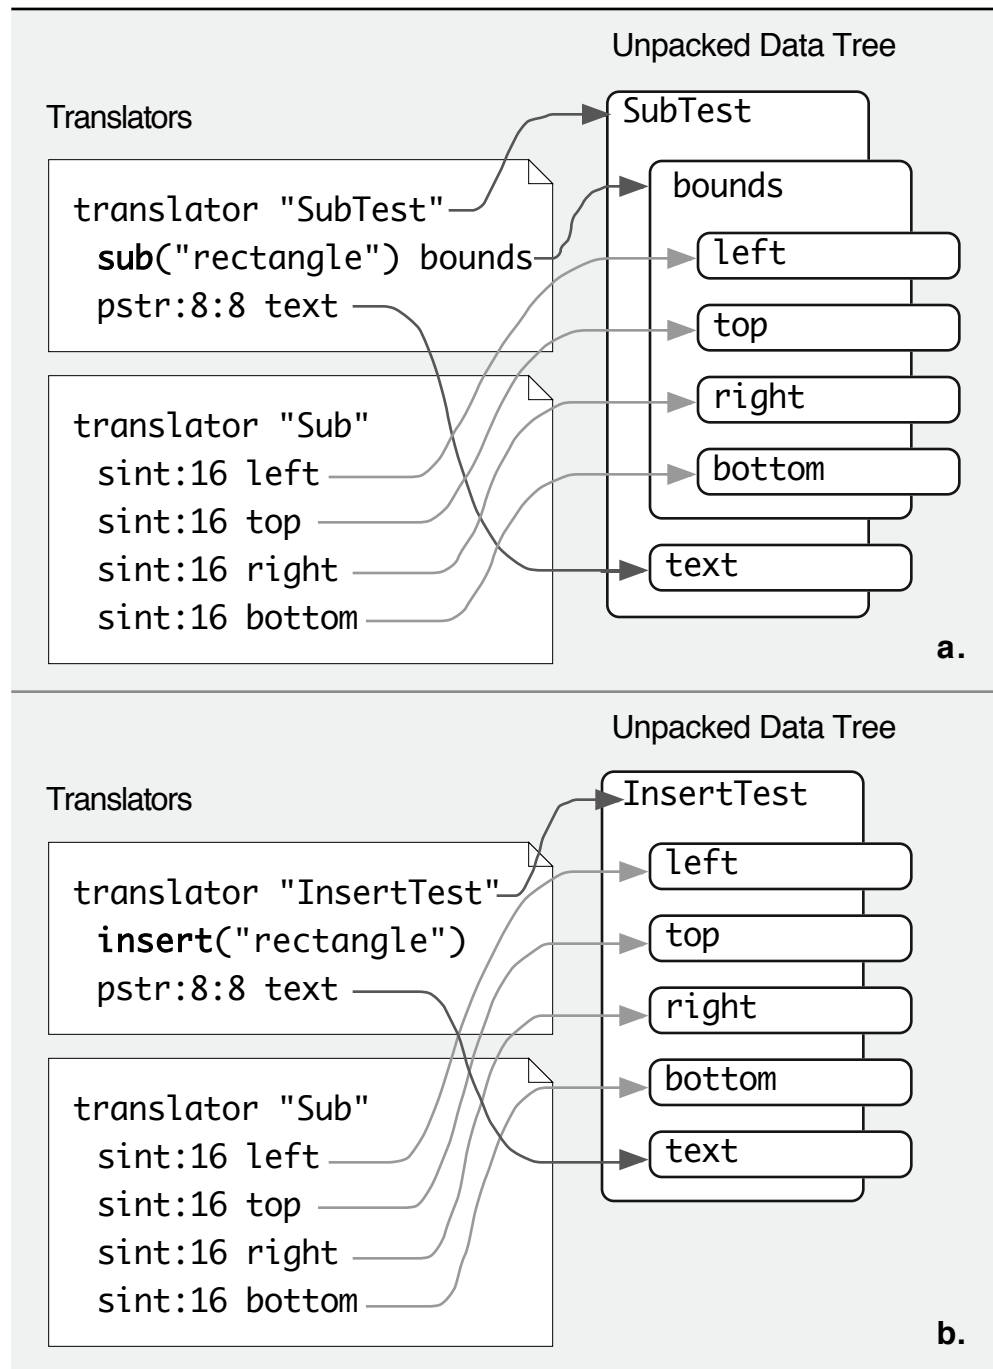 Unpacked Data Tree
Translators
translator "SubTest"
sub("rectangle") bounds
pstr:8:8 text
translator "Sub"
sint:16 left
sint:16 top
sint:16 right
sint:16 bottom
SubTest
bounds
left
top
right
bottom
text
a.
Unpacked Data Tree
Translators
translator "InsertTest"
insert("rectangle")
pstr:8:8 text
translator "Sub"
sint:16 left
sint:16 top
sint:16 right
sint:16 bottom
InsertTest
left
top
right
bottom
text
b.